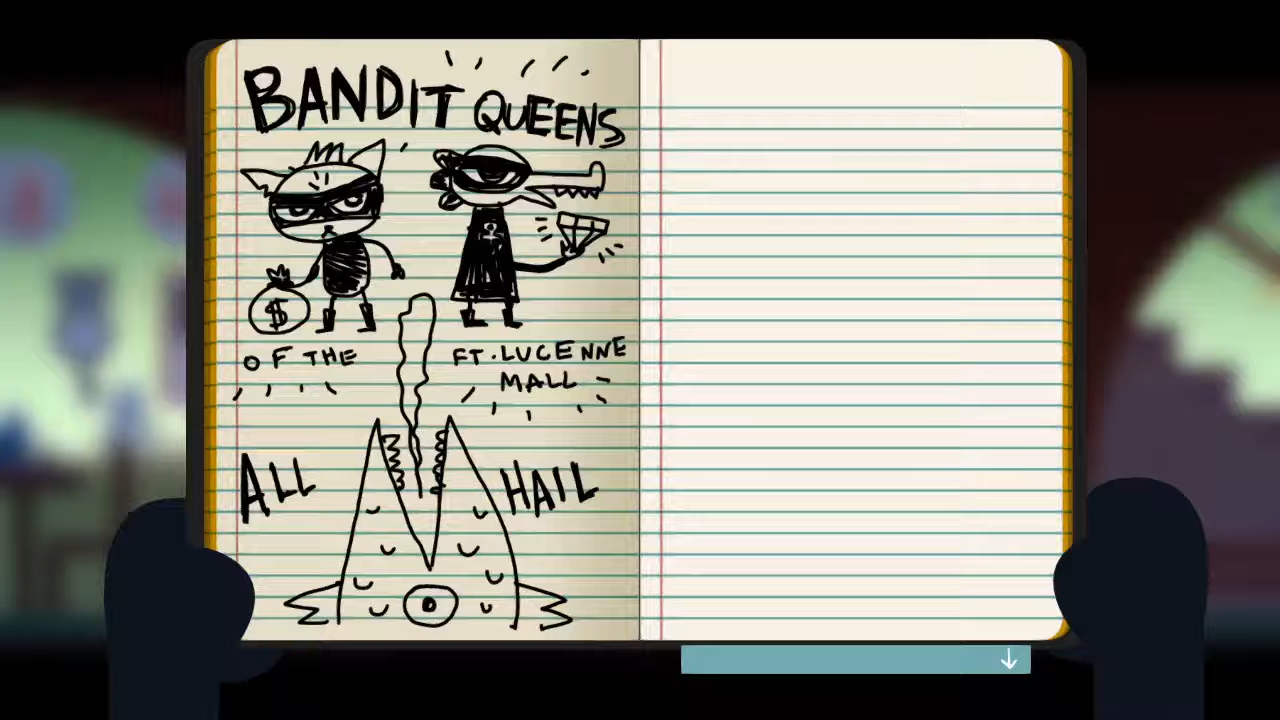 BANDIT QUEENS
$
OF THE FT. LUCENNE
MALL
ALL HAIL